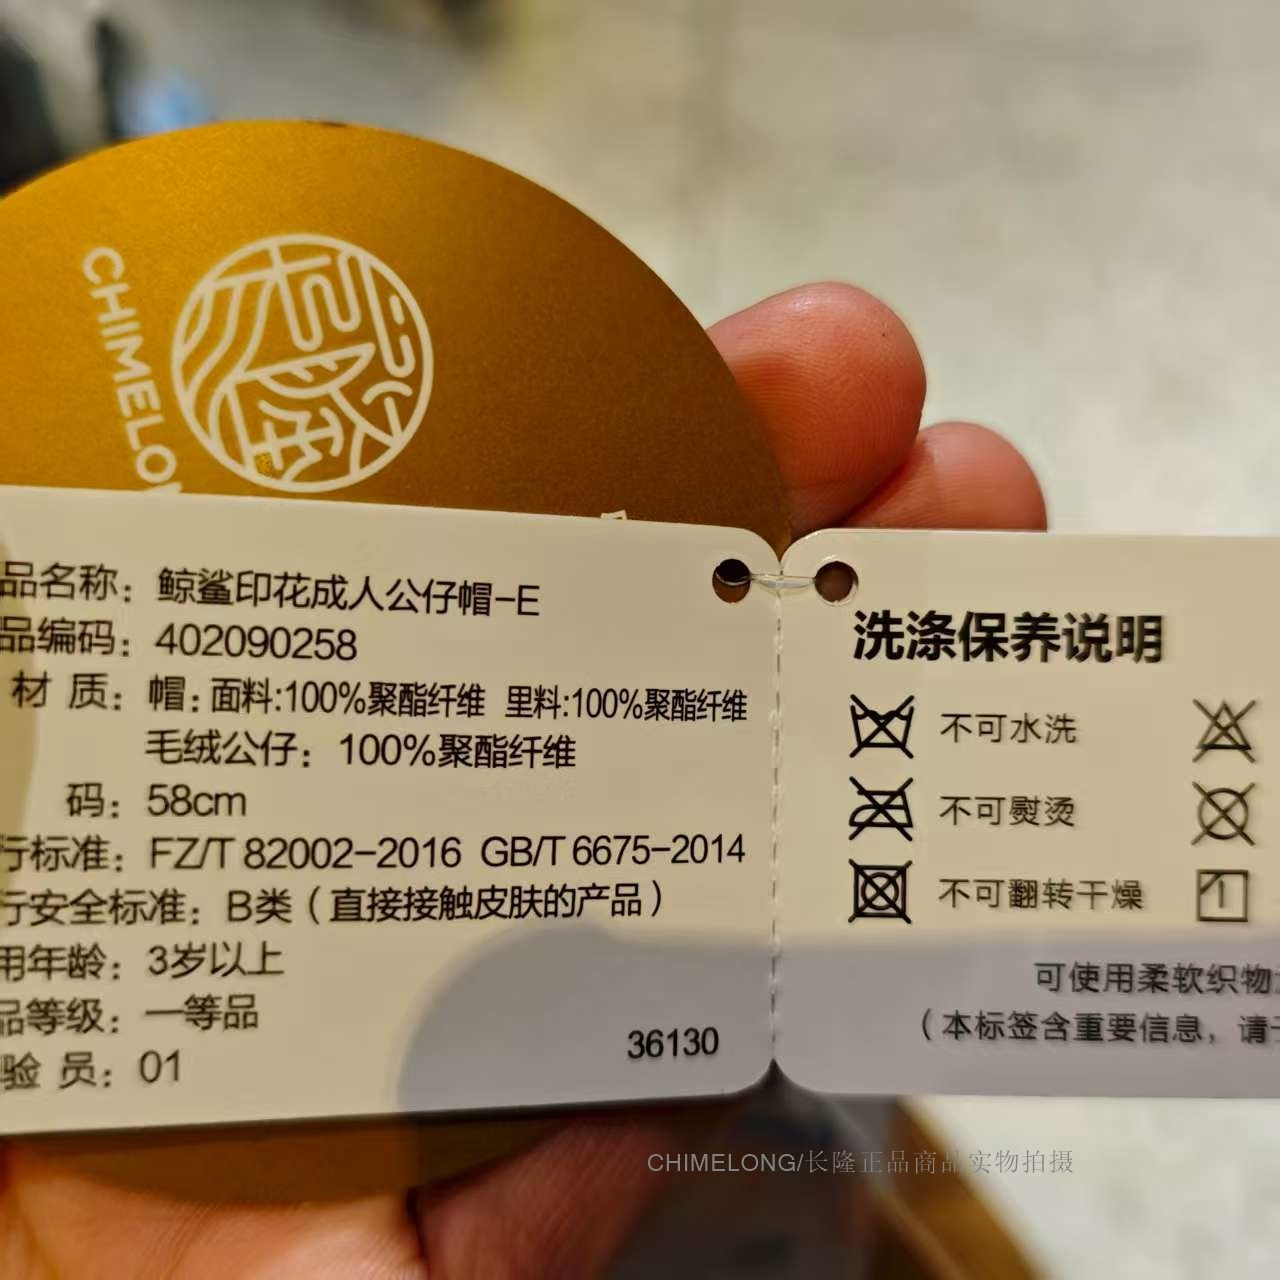 CHIMELON
长隆
品名称：鲸鲨印花成人公仔帽-E
品编码：402090258
材 质：帽：面料:100%聚酯纤维 里料:100%聚酯纤维
毛绒公仔：100%聚酯纤维
码：58cm
行标准：FZ/T 82002-2016 GB/T 6675-2014
行安全标准：B类（直接接触皮肤的产品）
用年龄：3岁以上
品等级：一等品
验 员：01
36130
洗涤保养说明
不可水洗
不可熨烫
不可翻转干燥
可使用柔软织物
（本标签含重要信息，请
CHIMELONG/长隆正品商品实物拍摄